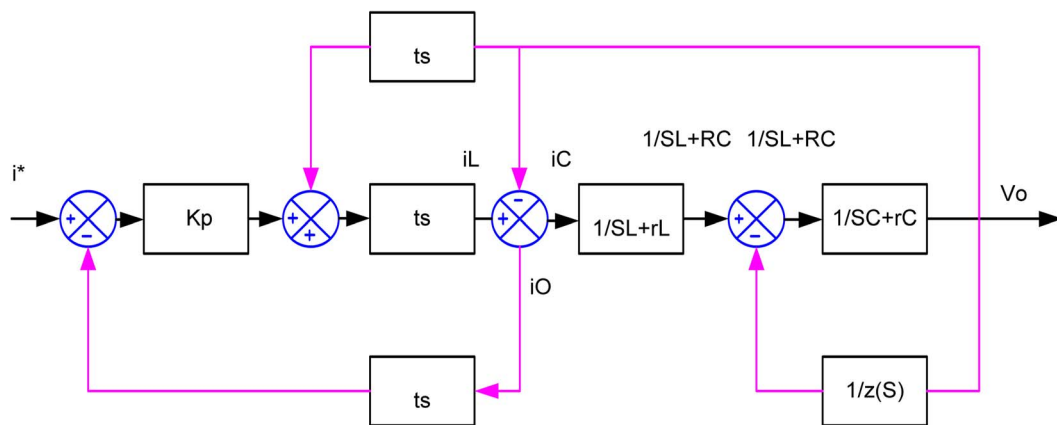 ts
1/SL+RC 1/SL+RC
i*
iL
iC
Vo
+
-
Kp
+
+
ts
+
-
1/SL+rL
+
-
1/SC+rC
iO
ts
1/z(S)